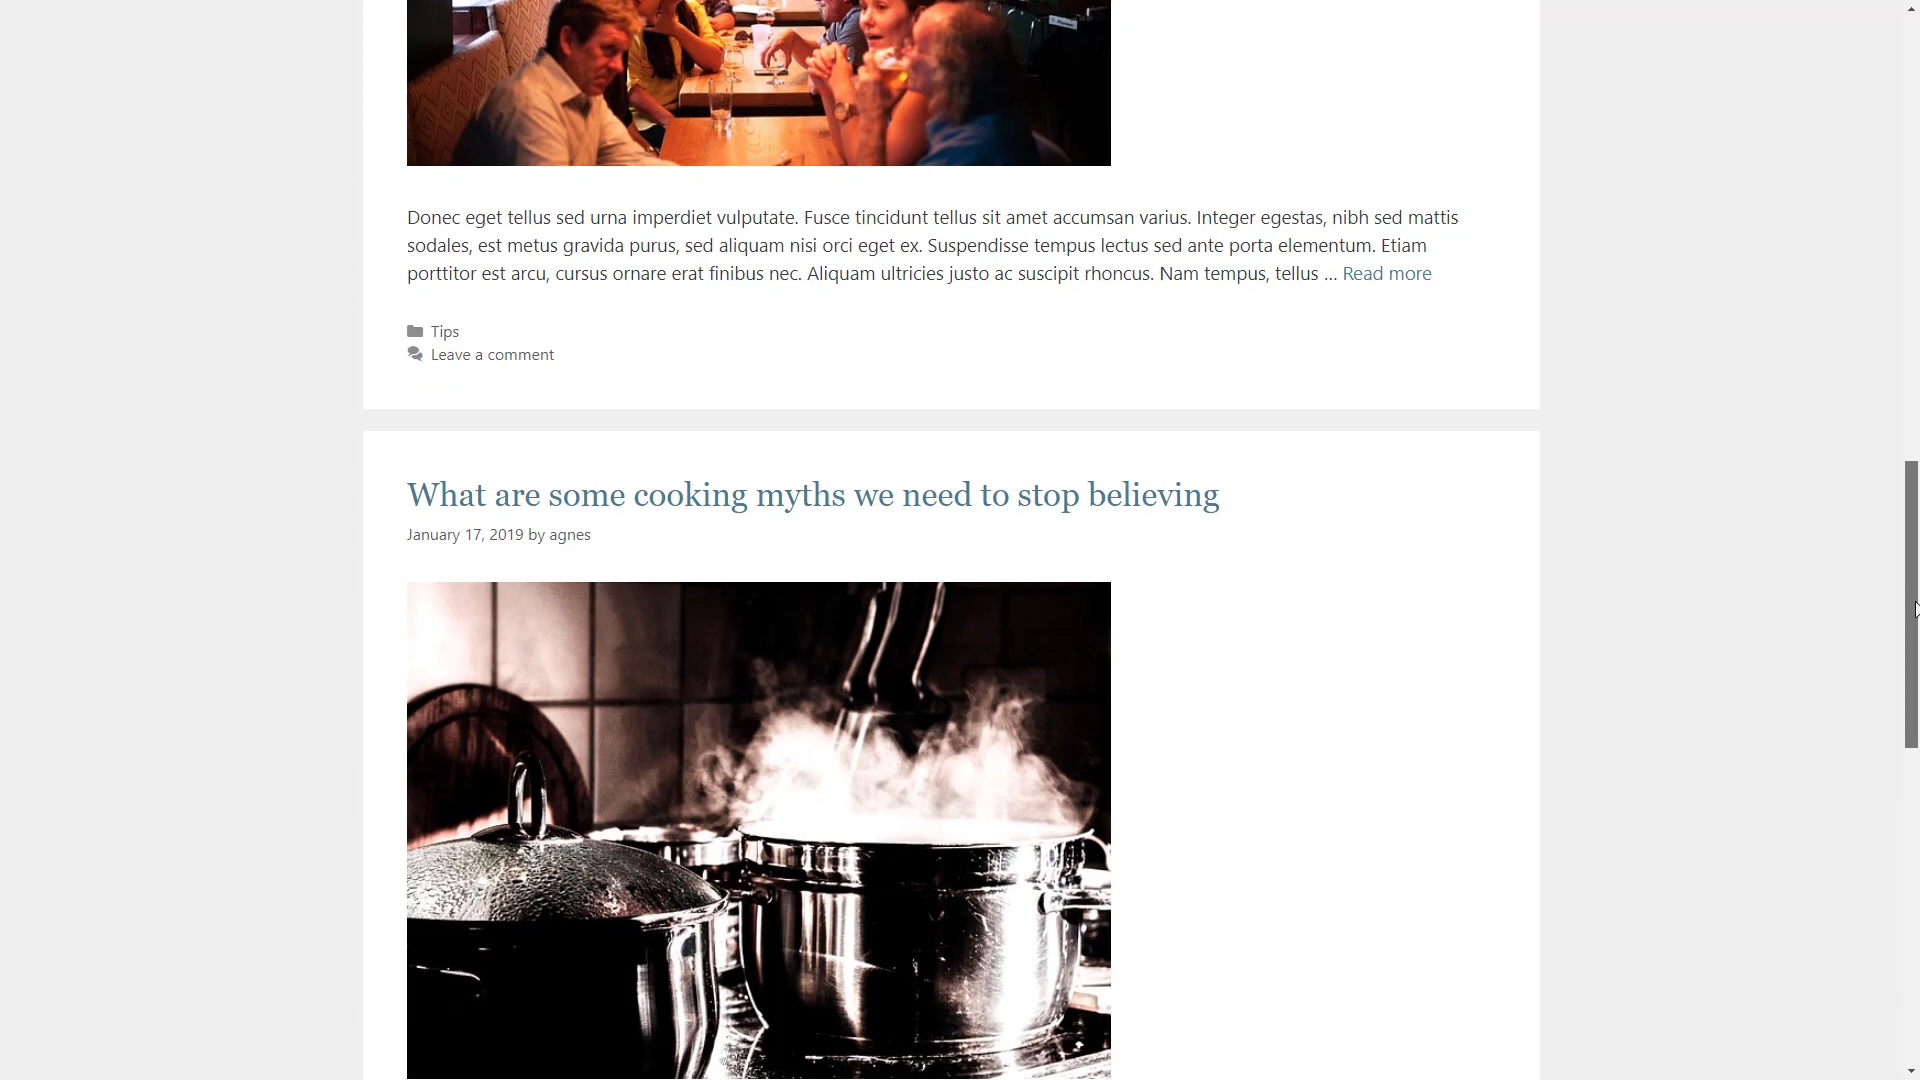 Donec eget tellus sed urna imperdiet vulputate. Fusce tincidunt tellus sit amet accumsan varius. Integer egestas, nibh sed mattis
sodales, est metus gravida purus, sed aliquam nisi orci eget ex. Suspendisse tempus lectus sed ante porta elementum. Etiam
porttitor est arcu, cursus ornare erat finibus nec. Aliquam ultricies justo ac suscipit rhoncus. Nam tempus, tellus ... Read more
Tips
Leave a comment
What are some cooking myths we need to stop believing
January 17, 2019 by agnes